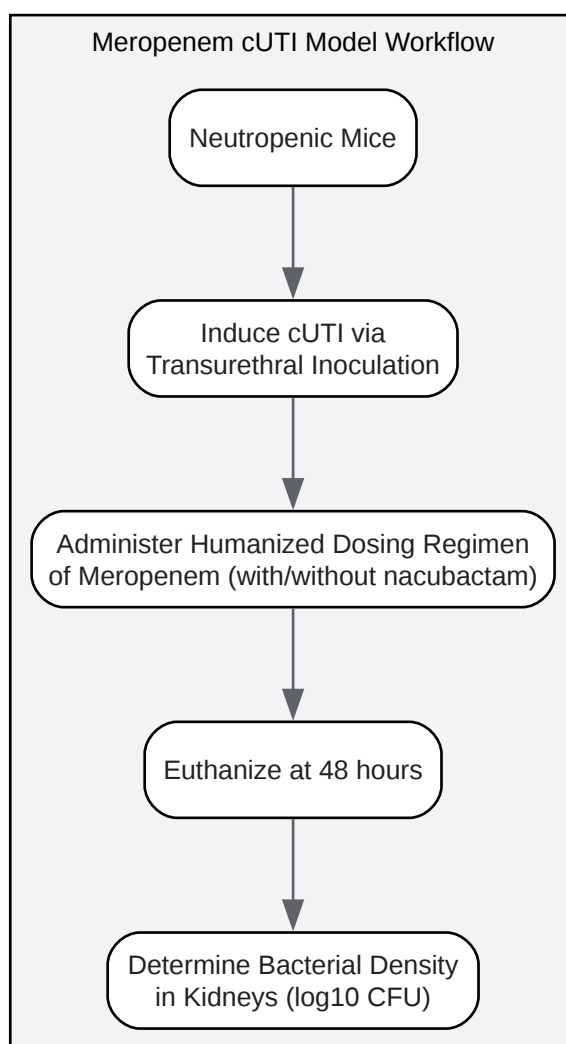 Meropenem cUTI Model Workflow
Neutropenic Mice
Induce cUTI via
Transurethral Inoculation
Administer Humanized Dosing Regimen
of Meropenem (with/without nacubactam)
Euthanize at 48 hours
Determine Bacterial Density
in Kidneys (log10 CFU)